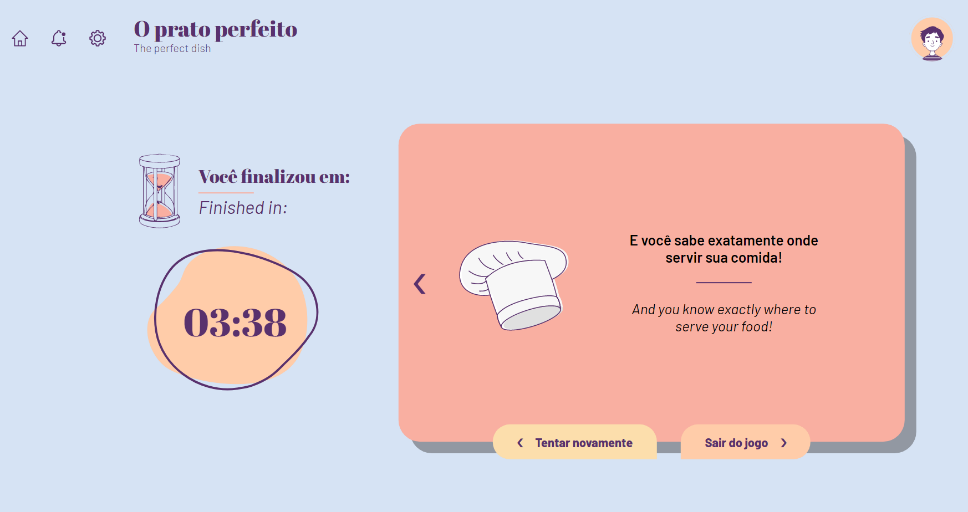 O prato perfeito
The perfect dish
Você finalizou em:
Finished in:
03:38
E você sabe exatamente onde
servir sua comida!
And you know exactly where to
serve your food!
Tentar novamente
Sair do jogo